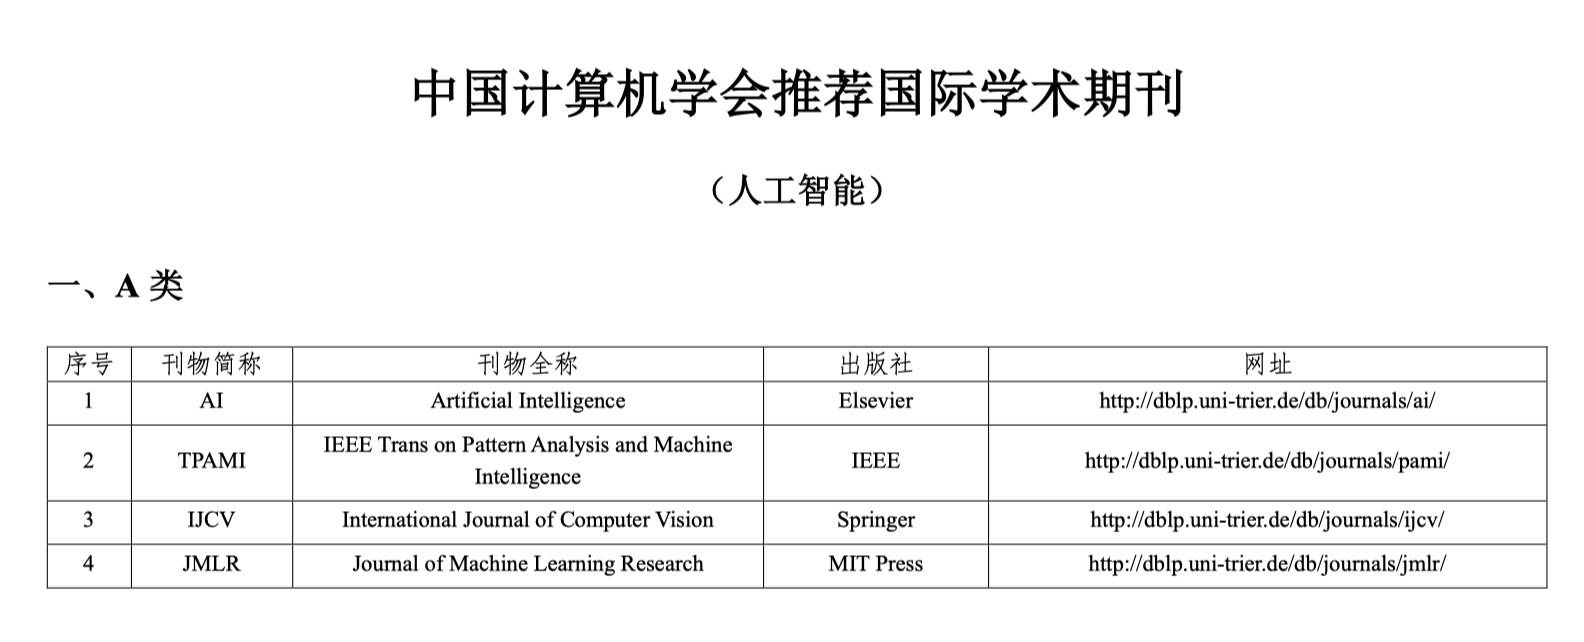 中国计算机学会推荐国际学术期刊
（人工智能）
一、A 类
序号 刊物简称 刊物全称 出版社 网址
1 AI Artificial Intelligence Elsevier http://dblp.uni-trier.de/db/journals/ai/
2 TPAMI IEEE Trans on Pattern Analysis and Machine
Intelligence IEEE http://dblp.uni-trier.de/db/journals/pami/
3 IJCV International Journal of Computer Vision Springer http://dblp.uni-trier.de/db/journals/ijcv/
4 JMLR Journal of Machine Learning Research MIT Press http://dblp.uni-trier.de/db/journals/jmlr/